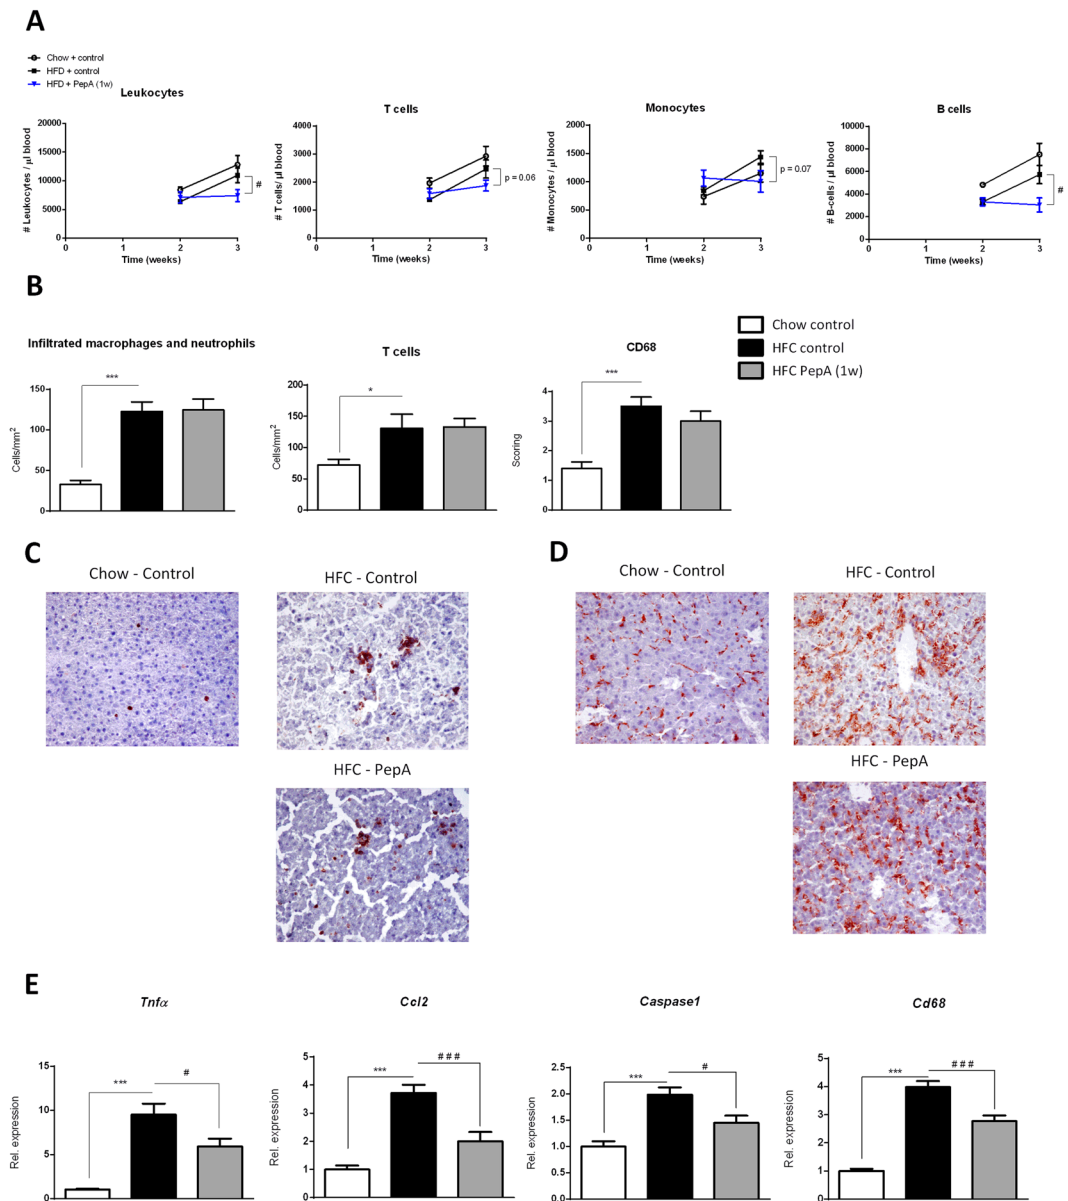 A
Chow + control
HFD + control
HFD + PepA (1w)
Leukocytes
# Leukocytes / µl blood
20000
15000
10000
5000
0
0 1 2 3
Time (weeks)
#
T cells
# T cells/ µl blood
4000
3000
2000
1000
0
0 1 2 3
Time (weeks)
p = 0.06
Monocytes
# Monocytes / µl blood
2000
1500
1000
500
0
0 1 2 3
Time (weeks)
p = 0.07
B cells
# B-cells / µl blood
10000
8000
6000
4000
2000
0
0 1 2 3
Time (weeks)
#
B
Infiltrated macrophages and neutrophils
Cells/mm2
150
100
50
0
***
T cells
Cells/mm2
200
150
100
50
0
*
CD68
Scoring
4
3
2
1
0
***
Chow control
HFC control
HFC PepA (1w)
C
Chow - Control
HFC - Control
HFC - PepA
D
Chow - Control
HFC - Control
HFC - PepA
E
Tnfα
Rel. expression
15
10
5
0
***
#
Ccl2
Rel. expression
5
4
3
2
1
0
***
# # #
Caspase1
Rel. expression
2.5
2.0
1.5
1.0
0.5
0.0
***
#
Cd68
Rel. expression
5
4
3
2
1
0
***
# # #